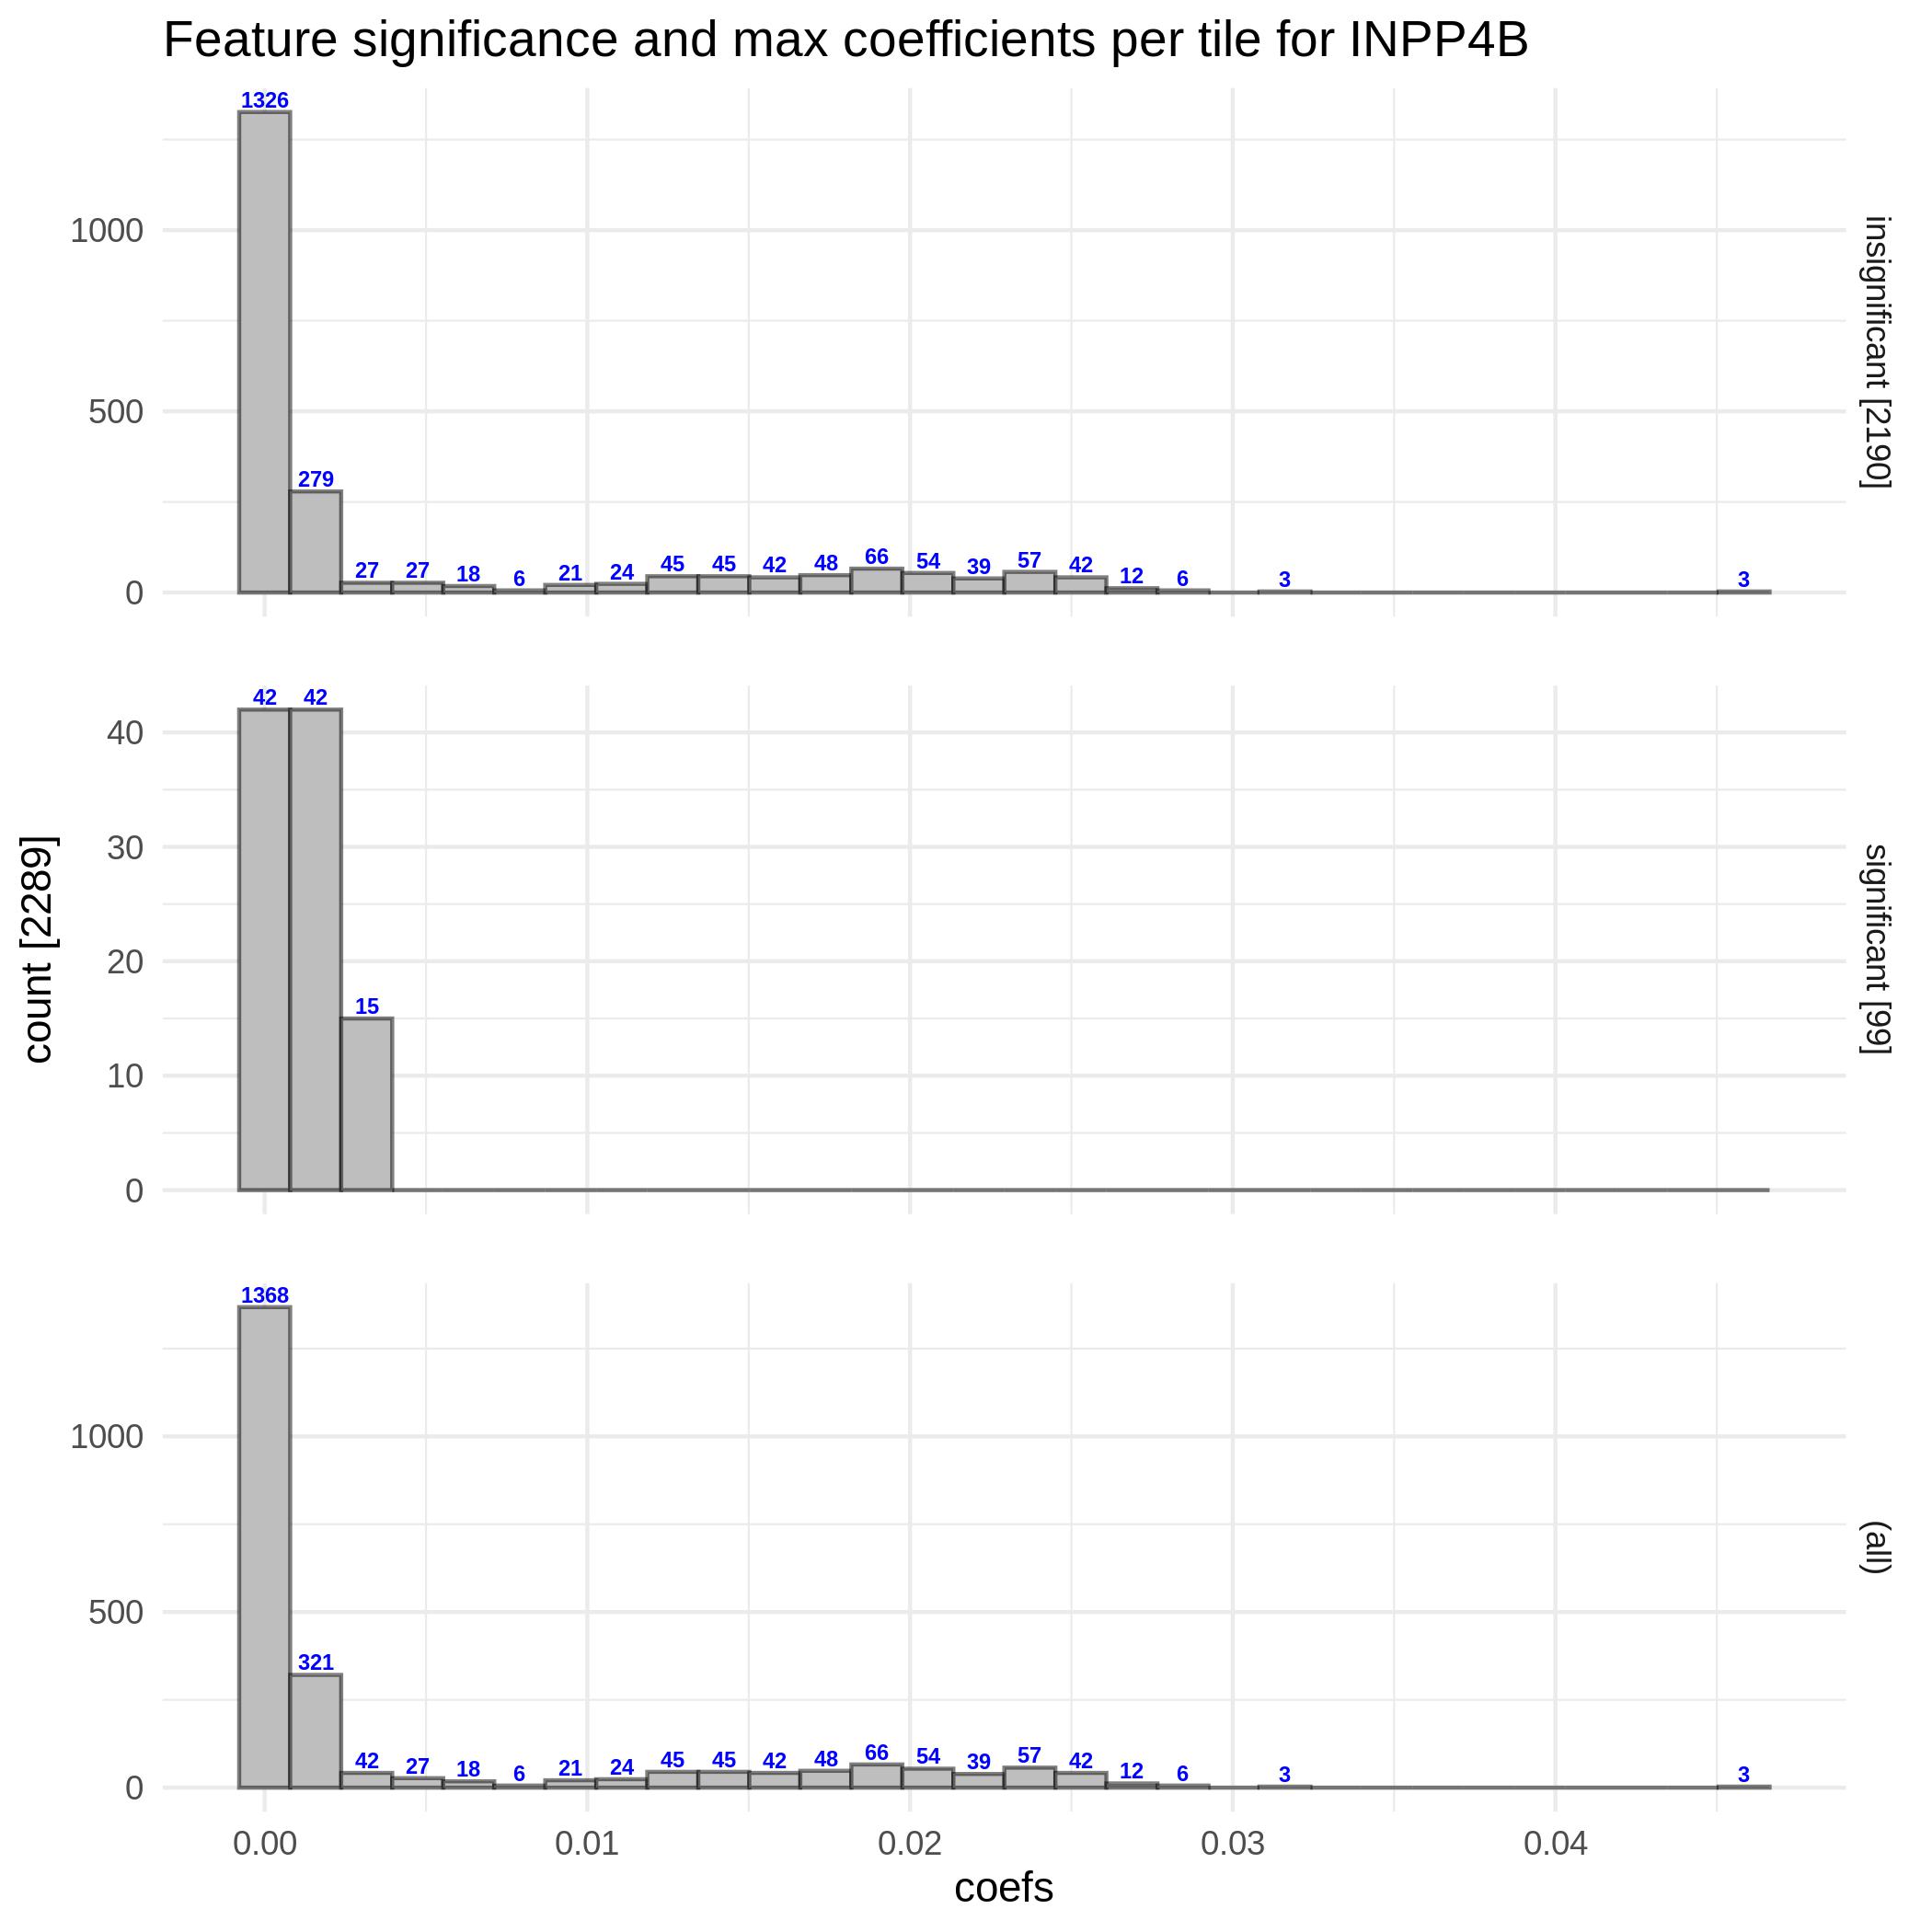 Feature significance and max coefficients per tile for INPP4B
1326
279
27 27 18 6 21 24 45 45 42 48 66 54 39 57 42 12 6 3 3
1000
500
0
insignificant [2190]
42 42
15
40
30
20
10
0
significant [99]
count [2289]
1368
321
42 27 18 6 21 24 45 45 42 48 66 54 39 57 42 12 6 3 3
1000
500
0
(all)
0.00 0.01 0.02 0.03 0.04
coefs